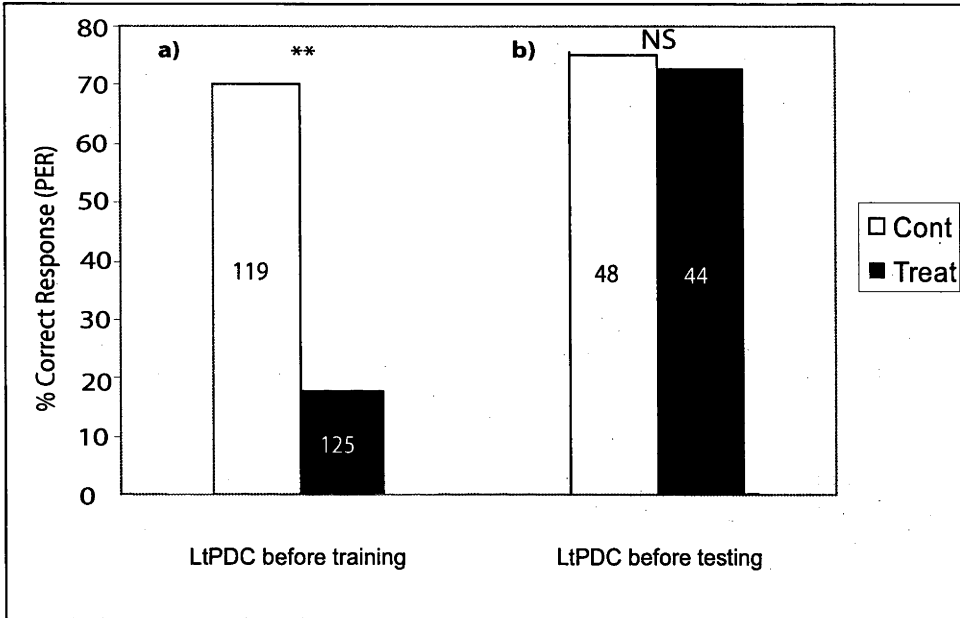 80
70
60
50
40
30
20
10
0
% Correct Response (PER)
a)
**
b)
NS
119
125
48
44
Cont
Treat
LtPDC before training
LtPDC before testing